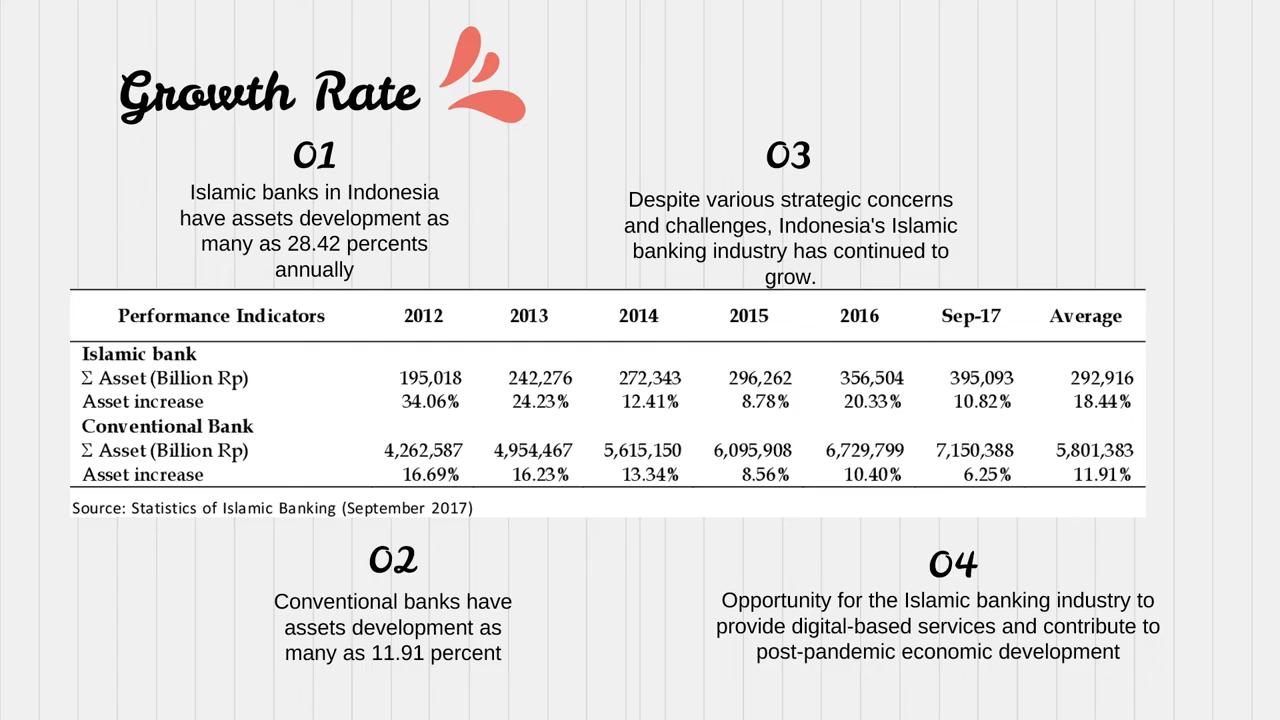 Growth Rate
01
Islamic banks in Indonesia
have assets development as
many as 28.42 percents
annually
03
Despite various strategic concerns
and challenges, Indonesia's Islamic
banking industry has continued to
grow.
Performance Indicators 2012 2013 2014 2015 2016 Sep-17 Average
Islamic bank
Σ Asset (Billion Rp) 195,018 242,276 272,343 296,262 356,504 395,093 292,916
Asset increase 34.06% 24.23% 12.41% 8.78% 20.33% 10.82% 18.44%
Conventional Bank
Σ Asset (Billion Rp) 4,262,587 4,954,467 5,615,150 6,095,908 6,729,799 7,150,388 5,801,383
Asset increase 16.69% 16.23% 13.34% 8.56% 10.40% 6.25% 11.91%
Source: Statistics of Islamic Banking (September 2017)
02
Conventional banks have
assets development as
many as 11.91 percent
04
Opportunity for the Islamic banking industry to
provide digital-based services and contribute to
post-pandemic economic development